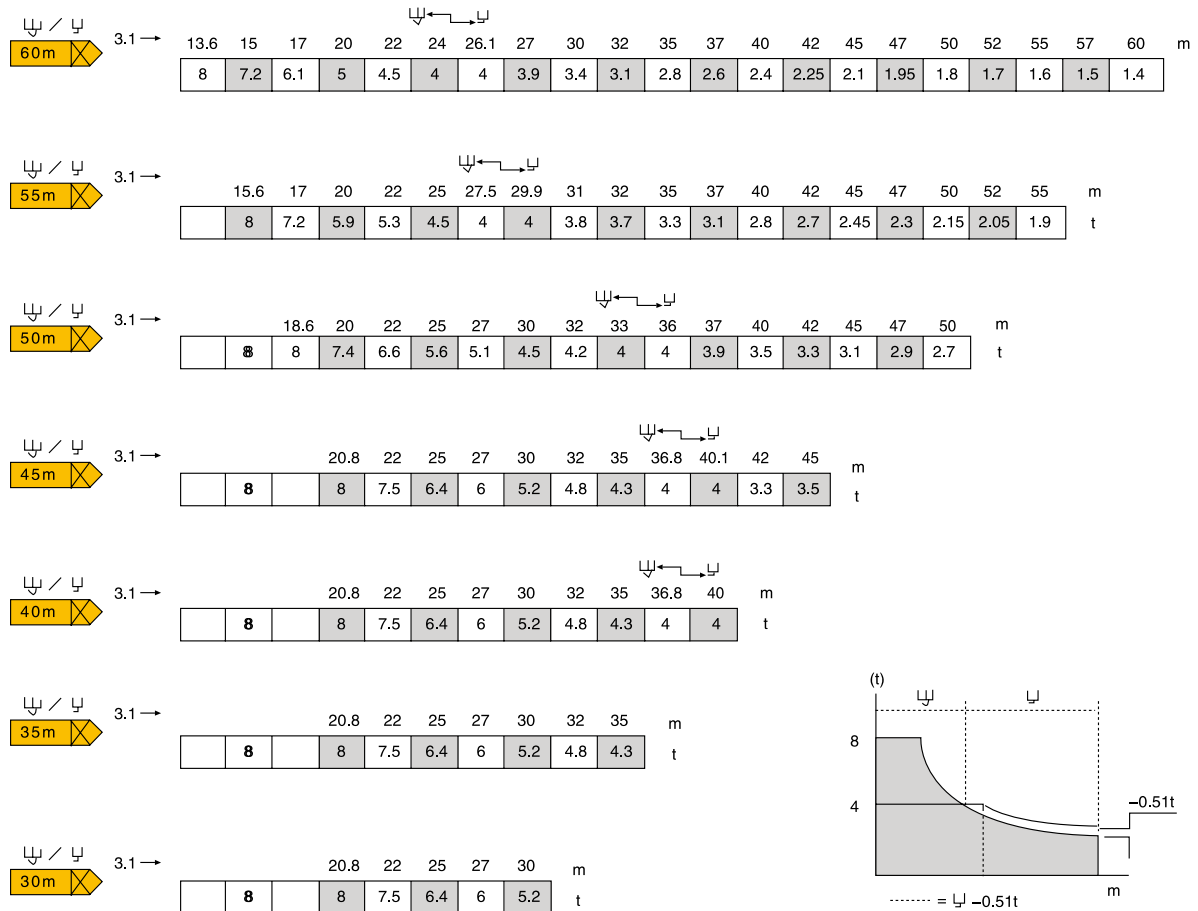 13.6 15 17 20 22 24 26.1 27 30 32 35 37 40 42 45 47 50 52 55 57 60 m
60m 3.1
8 7.2 6.1 5 4.5 4 4 3.9 3.4 3.1 2.8 2.6 2.4 2.25 2.1 1.95 1.8 1.7 1.6 1.5 1.4
55m 3.1
15.6 17 20 22 25 27.5 29.9 31 32 35 37 40 42 45 47 50 52 55 m
8 7.2 5.9 5.3 4.5 4 4 3.8 3.7 3.3 3.1 2.8 2.7 2.45 2.3 2.15 2.05 1.9 t
50m 3.1
18.6 20 22 25 27 30 32 33 36 37 40 42 45 47 50 m
8 8 7.4 6.6 5.6 5.1 4.5 4.2 4 4 3.9 3.5 3.3 3.1 2.9 2.7 t
45m 3.1
20.8 22 25 27 30 32 35 36.8 40.1 42 45 m
8 8 7.5 6.4 6 5.2 4.8 4.3 4 4 3.3 3.5 t
40m 3.1
20.8 22 25 27 30 32 35 36.8 40 m
8 8 7.5 6.4 6 5.2 4.8 4.3 4 4 t
35m 3.1
20.8 22 25 27 30 32 35 m
8 8 7.5 6.4 6 5.2 4.8 4.3 t
30m 3.1
20.8 22 25 27 30 m
8 8 7.5 6.4 6 5.2 t
(t)
8
4
–0.51t
m
= –0.51t